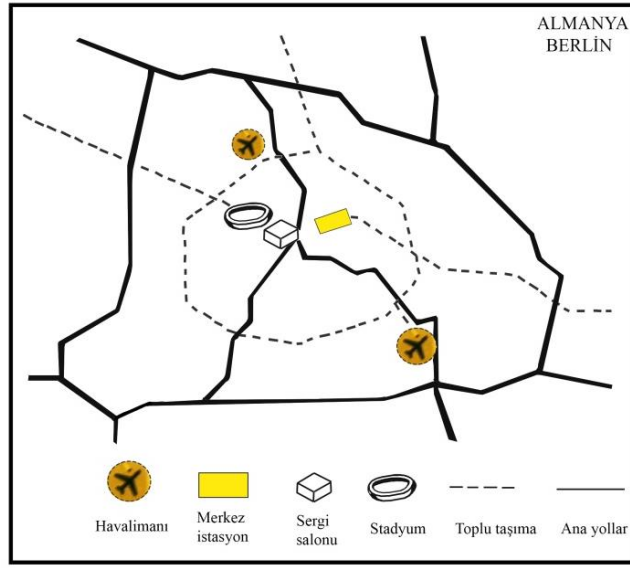 ALMANYA
BERLİN
Havalimanı
Merkez
istasyon
Sergi
salonu
Stadyum
Toplu taşıma
Ana yollar